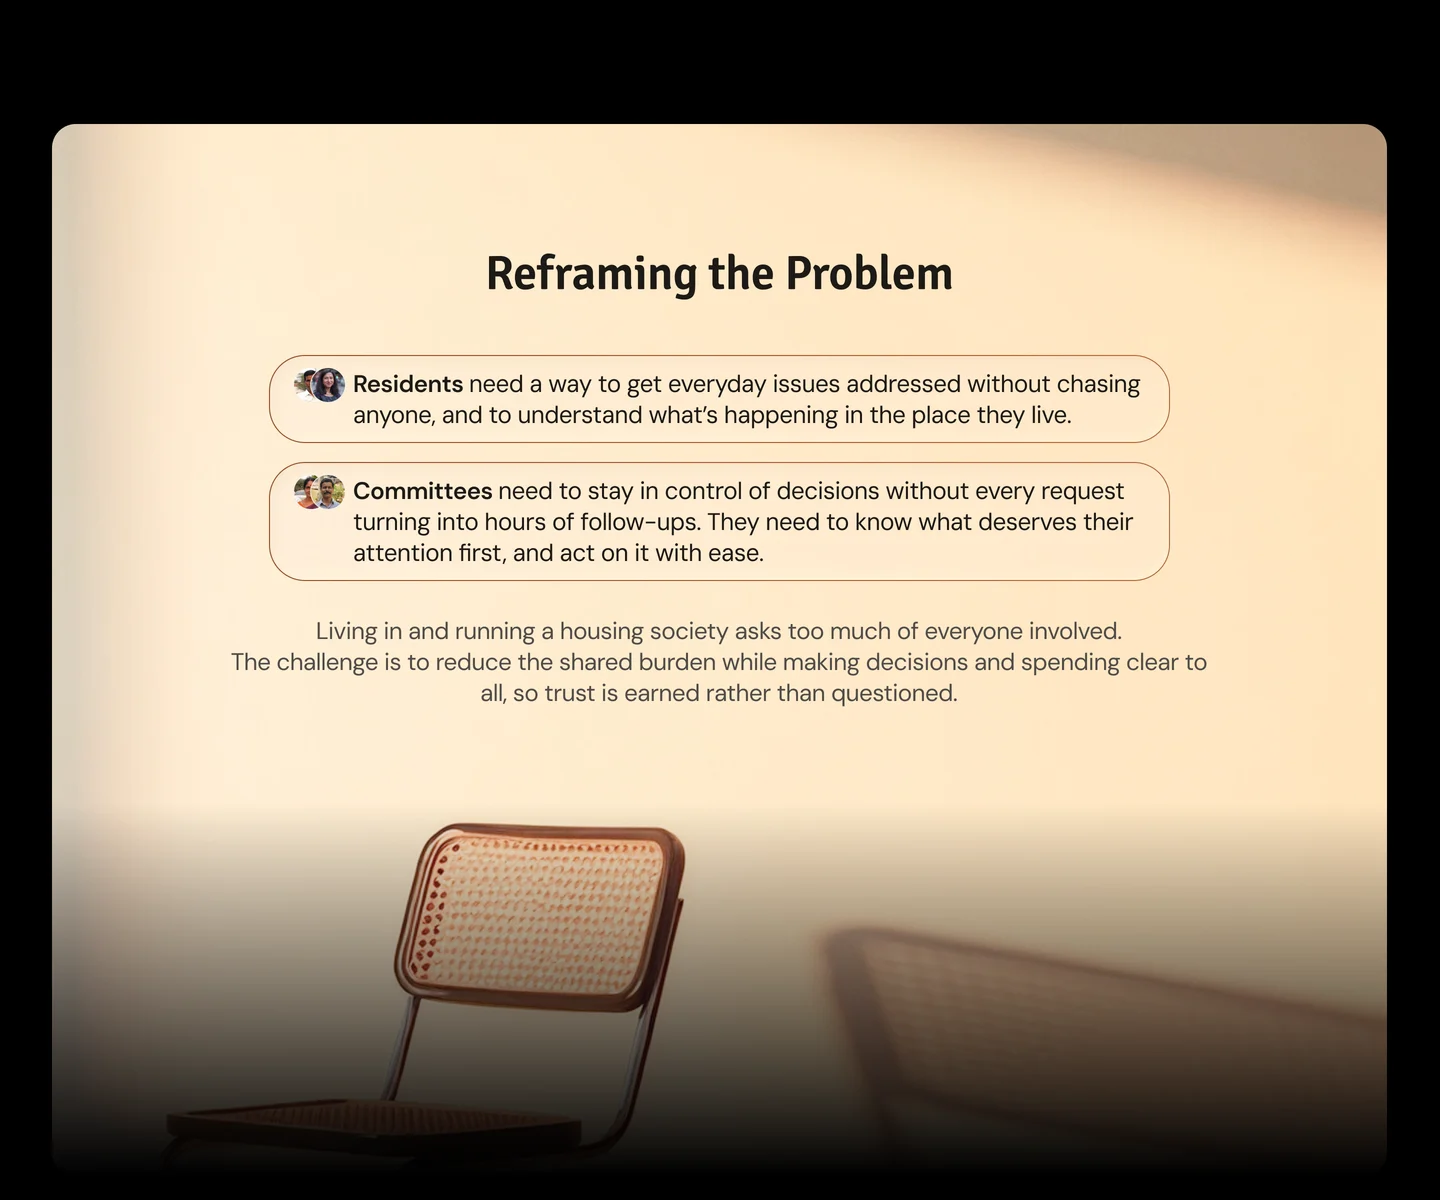 Reframing the Problem
Residents need a way to get everyday issues addressed without chasing
anyone, and to understand what’s happening in the place they live.
Committees need to stay in control of decisions without every request
turning into hours of follow-ups. They need to know what deserves their
attention first, and act on it with ease.
Living in and running a housing society asks too much of everyone involved.
The challenge is to reduce the shared burden while making decisions and spending clear to
all, so trust is earned rather than questioned.